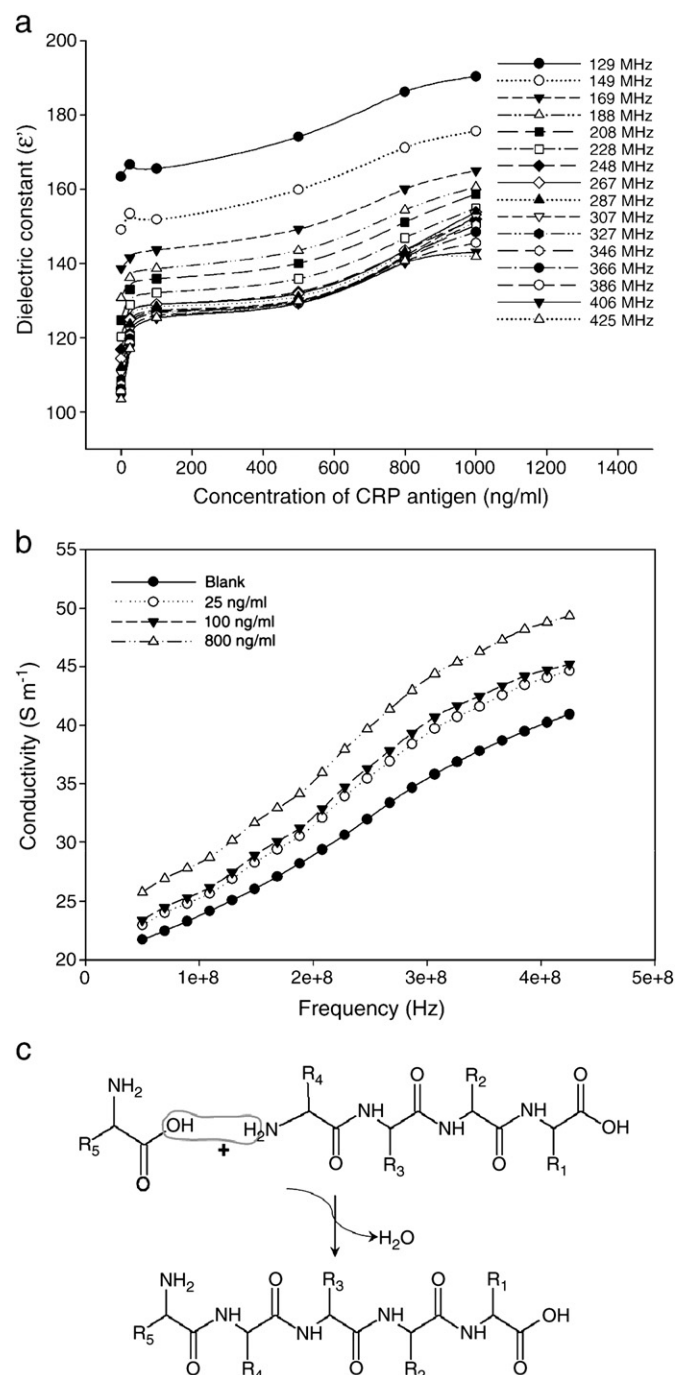 a
200
180
160
140
120
100
Dielectric constant (ε')
0 200 400 600 800 1000 1200 1400
Concentration of CRP antigen (ng/ml)
129 MHz
149 MHz
169 MHz
188 MHz
208 MHz
228 MHz
248 MHz
267 MHz
287 MHz
307 MHz
327 MHz
346 MHz
366 MHz
386 MHz
406 MHz
425 MHz
b
55
50
45
40
35
30
25
20
Conductivity (S m⁻¹)
Blank
25 ng/ml
100 ng/ml
800 ng/ml
0 1e+8 2e+8 3e+8 4e+8 5e+8
Frequency (Hz)
c
NH₂ R₄ O R₂ O
OH H₂N NH NH NH OH
R₅ + O R₃ O R₁
O
H₂O
NH₂ O R₃ O R₁
R₅ NH NH NH NH OH
O R₄ O R₂ O